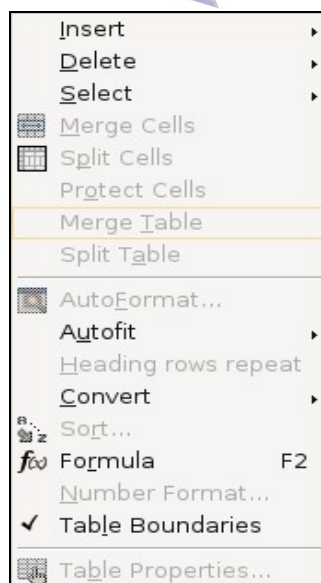 Insert
Delete
Select
Merge Cells
Split Cells
Protect Cells
Merge Table
Split Table
AutoFormat...
Autofit
Heading rows repeat
Convert
Sort...
Formula F2
Number Format...
Table Boundaries
Table Properties...